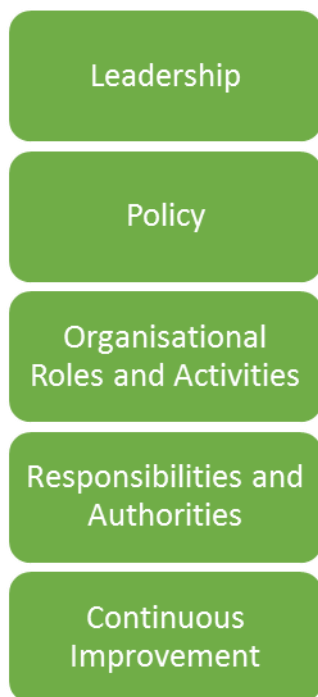 Leadership
Policy
Organisational
Roles and Activities
Responsibilities and
Authorities
Continuous
Improvement